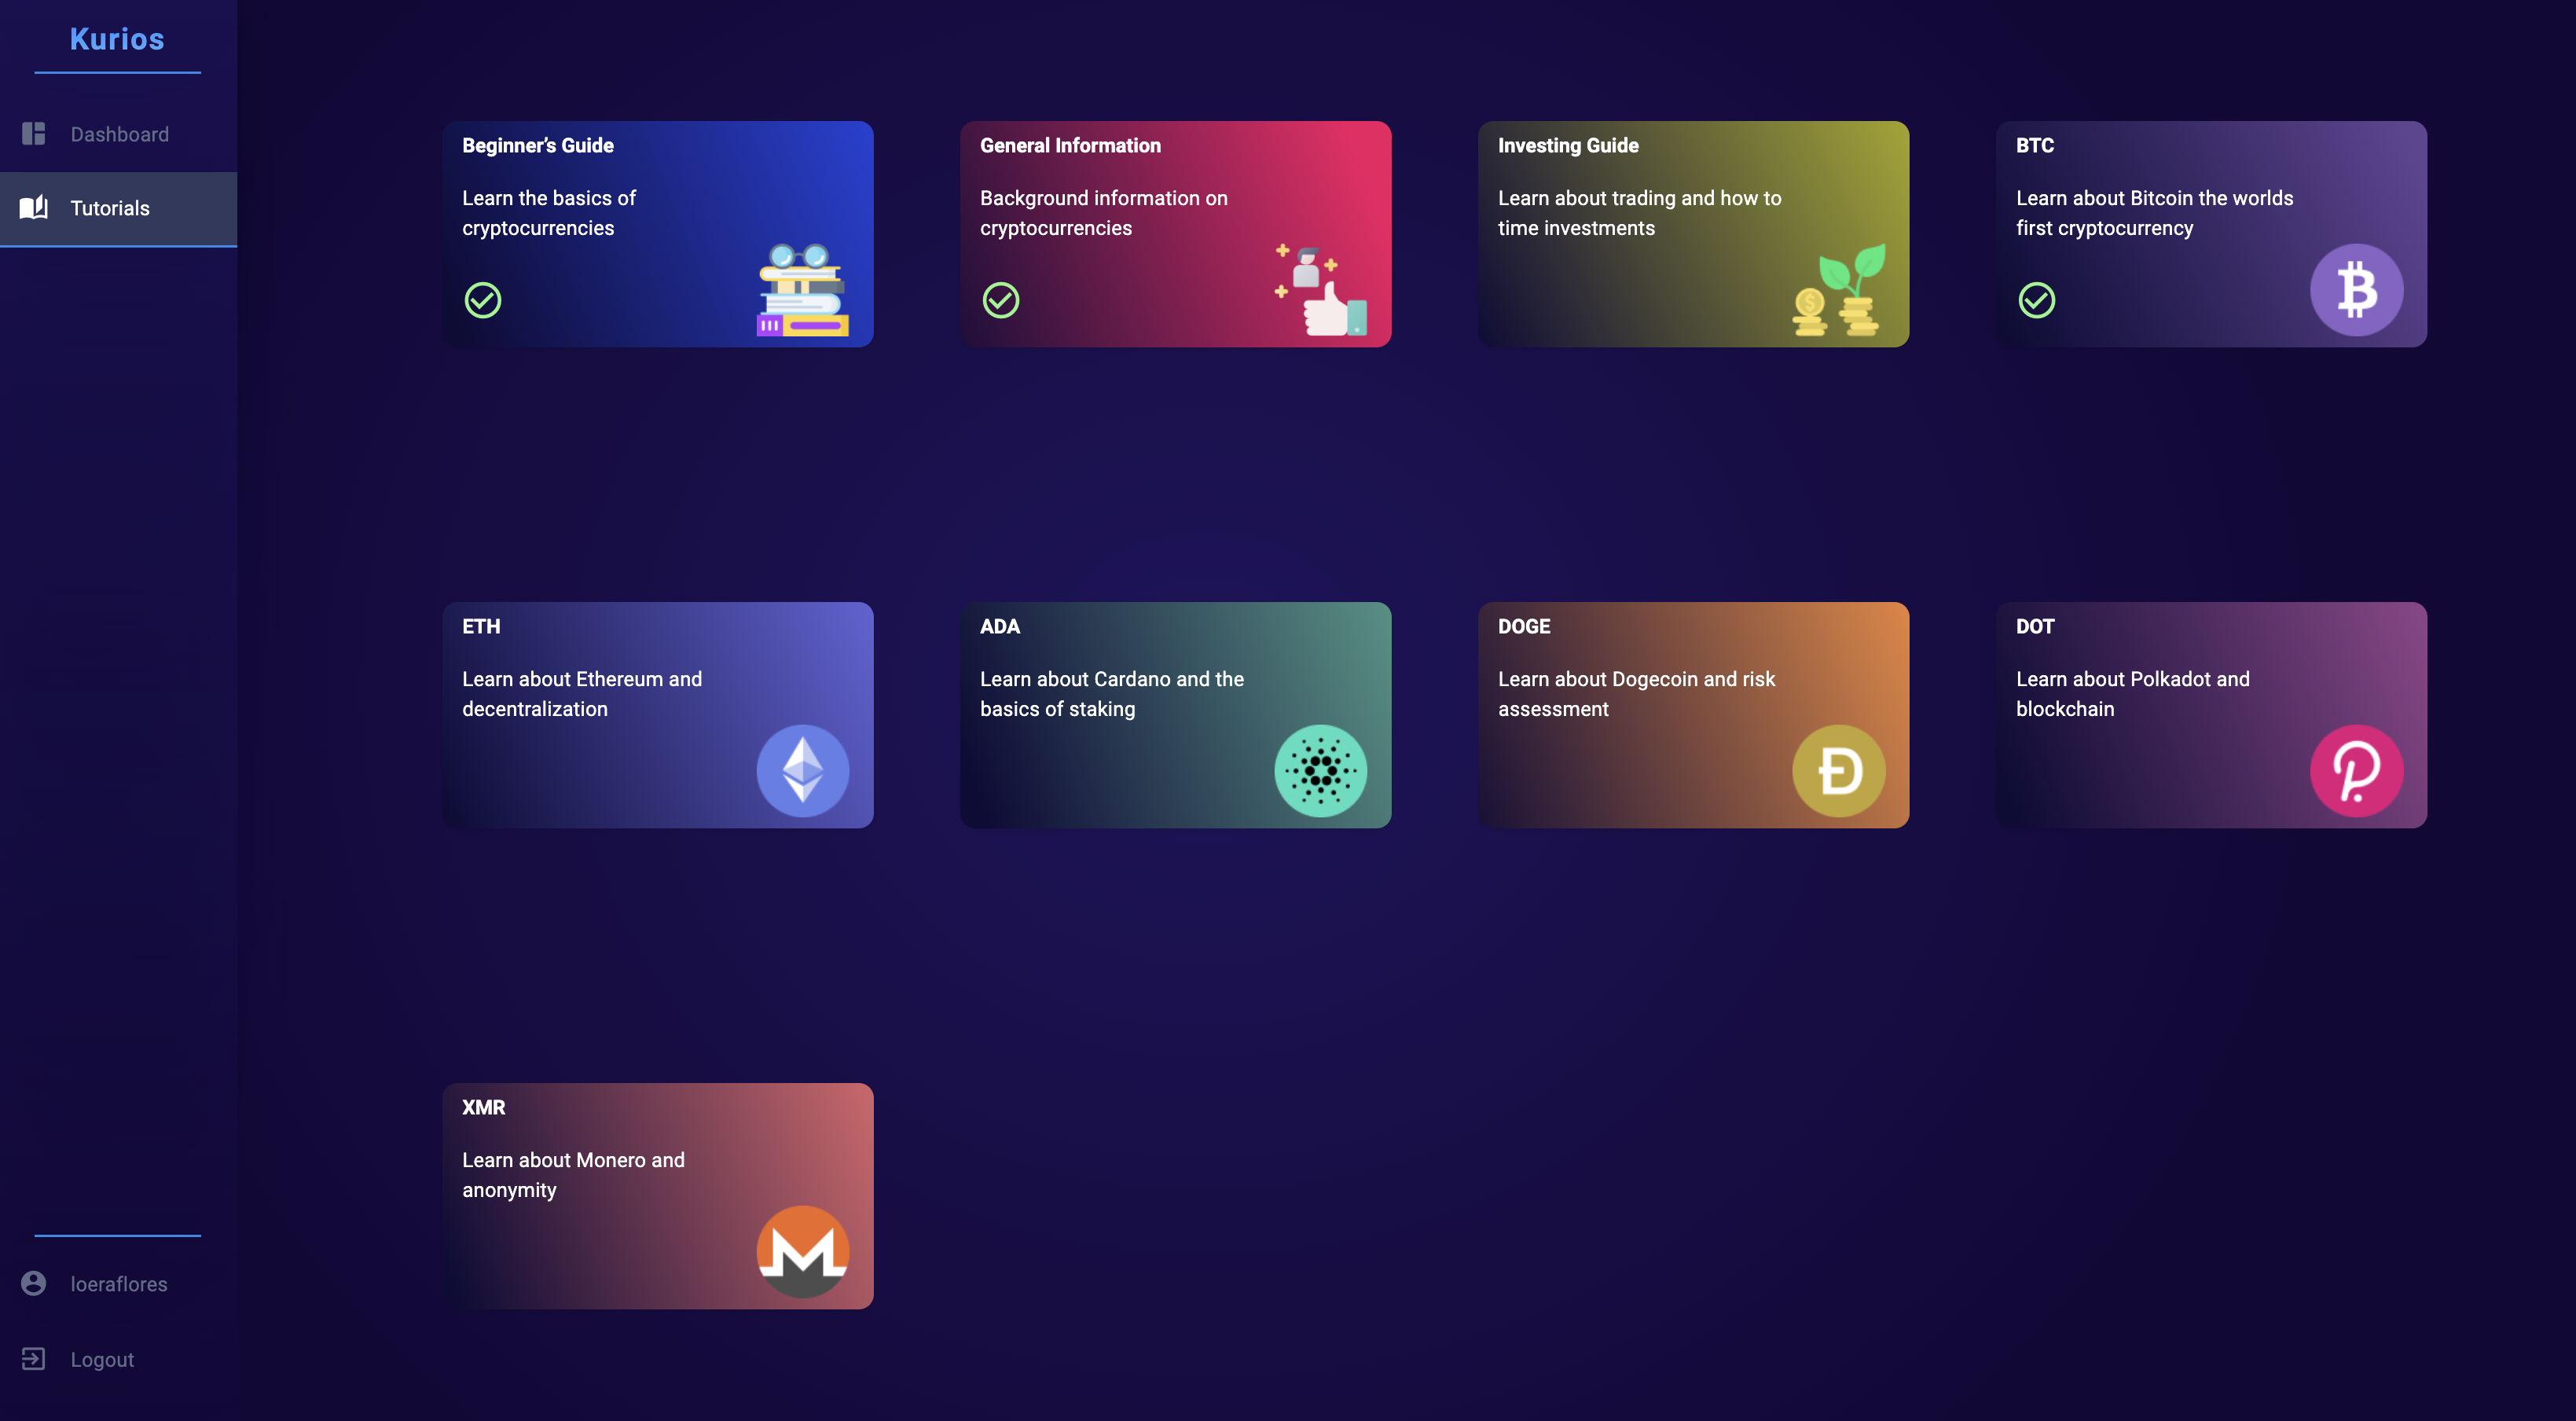 Kurios
Dashboard
Tutorials
Beginner’s Guide
Learn the basics of
cryptocurrencies
General Information
Background information on
cryptocurrencies
Investing Guide
Learn about trading and how to
time investments
BTC
Learn about Bitcoin the worlds
first cryptocurrency
ETH
Learn about Ethereum and
decentralization
ADA
Learn about Cardano and the
basics of staking
DOGE
Learn about Dogecoin and risk
assessment
DOT
Learn about Polkadot and
blockchain
XMR
Learn about Monero and
anonymity
loeraflores
Logout